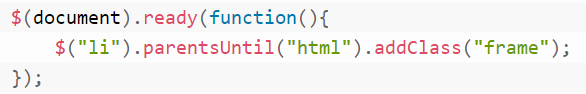 $(document).ready(function(){
    $("li").parentsUntil("html").addClass("frame");
});